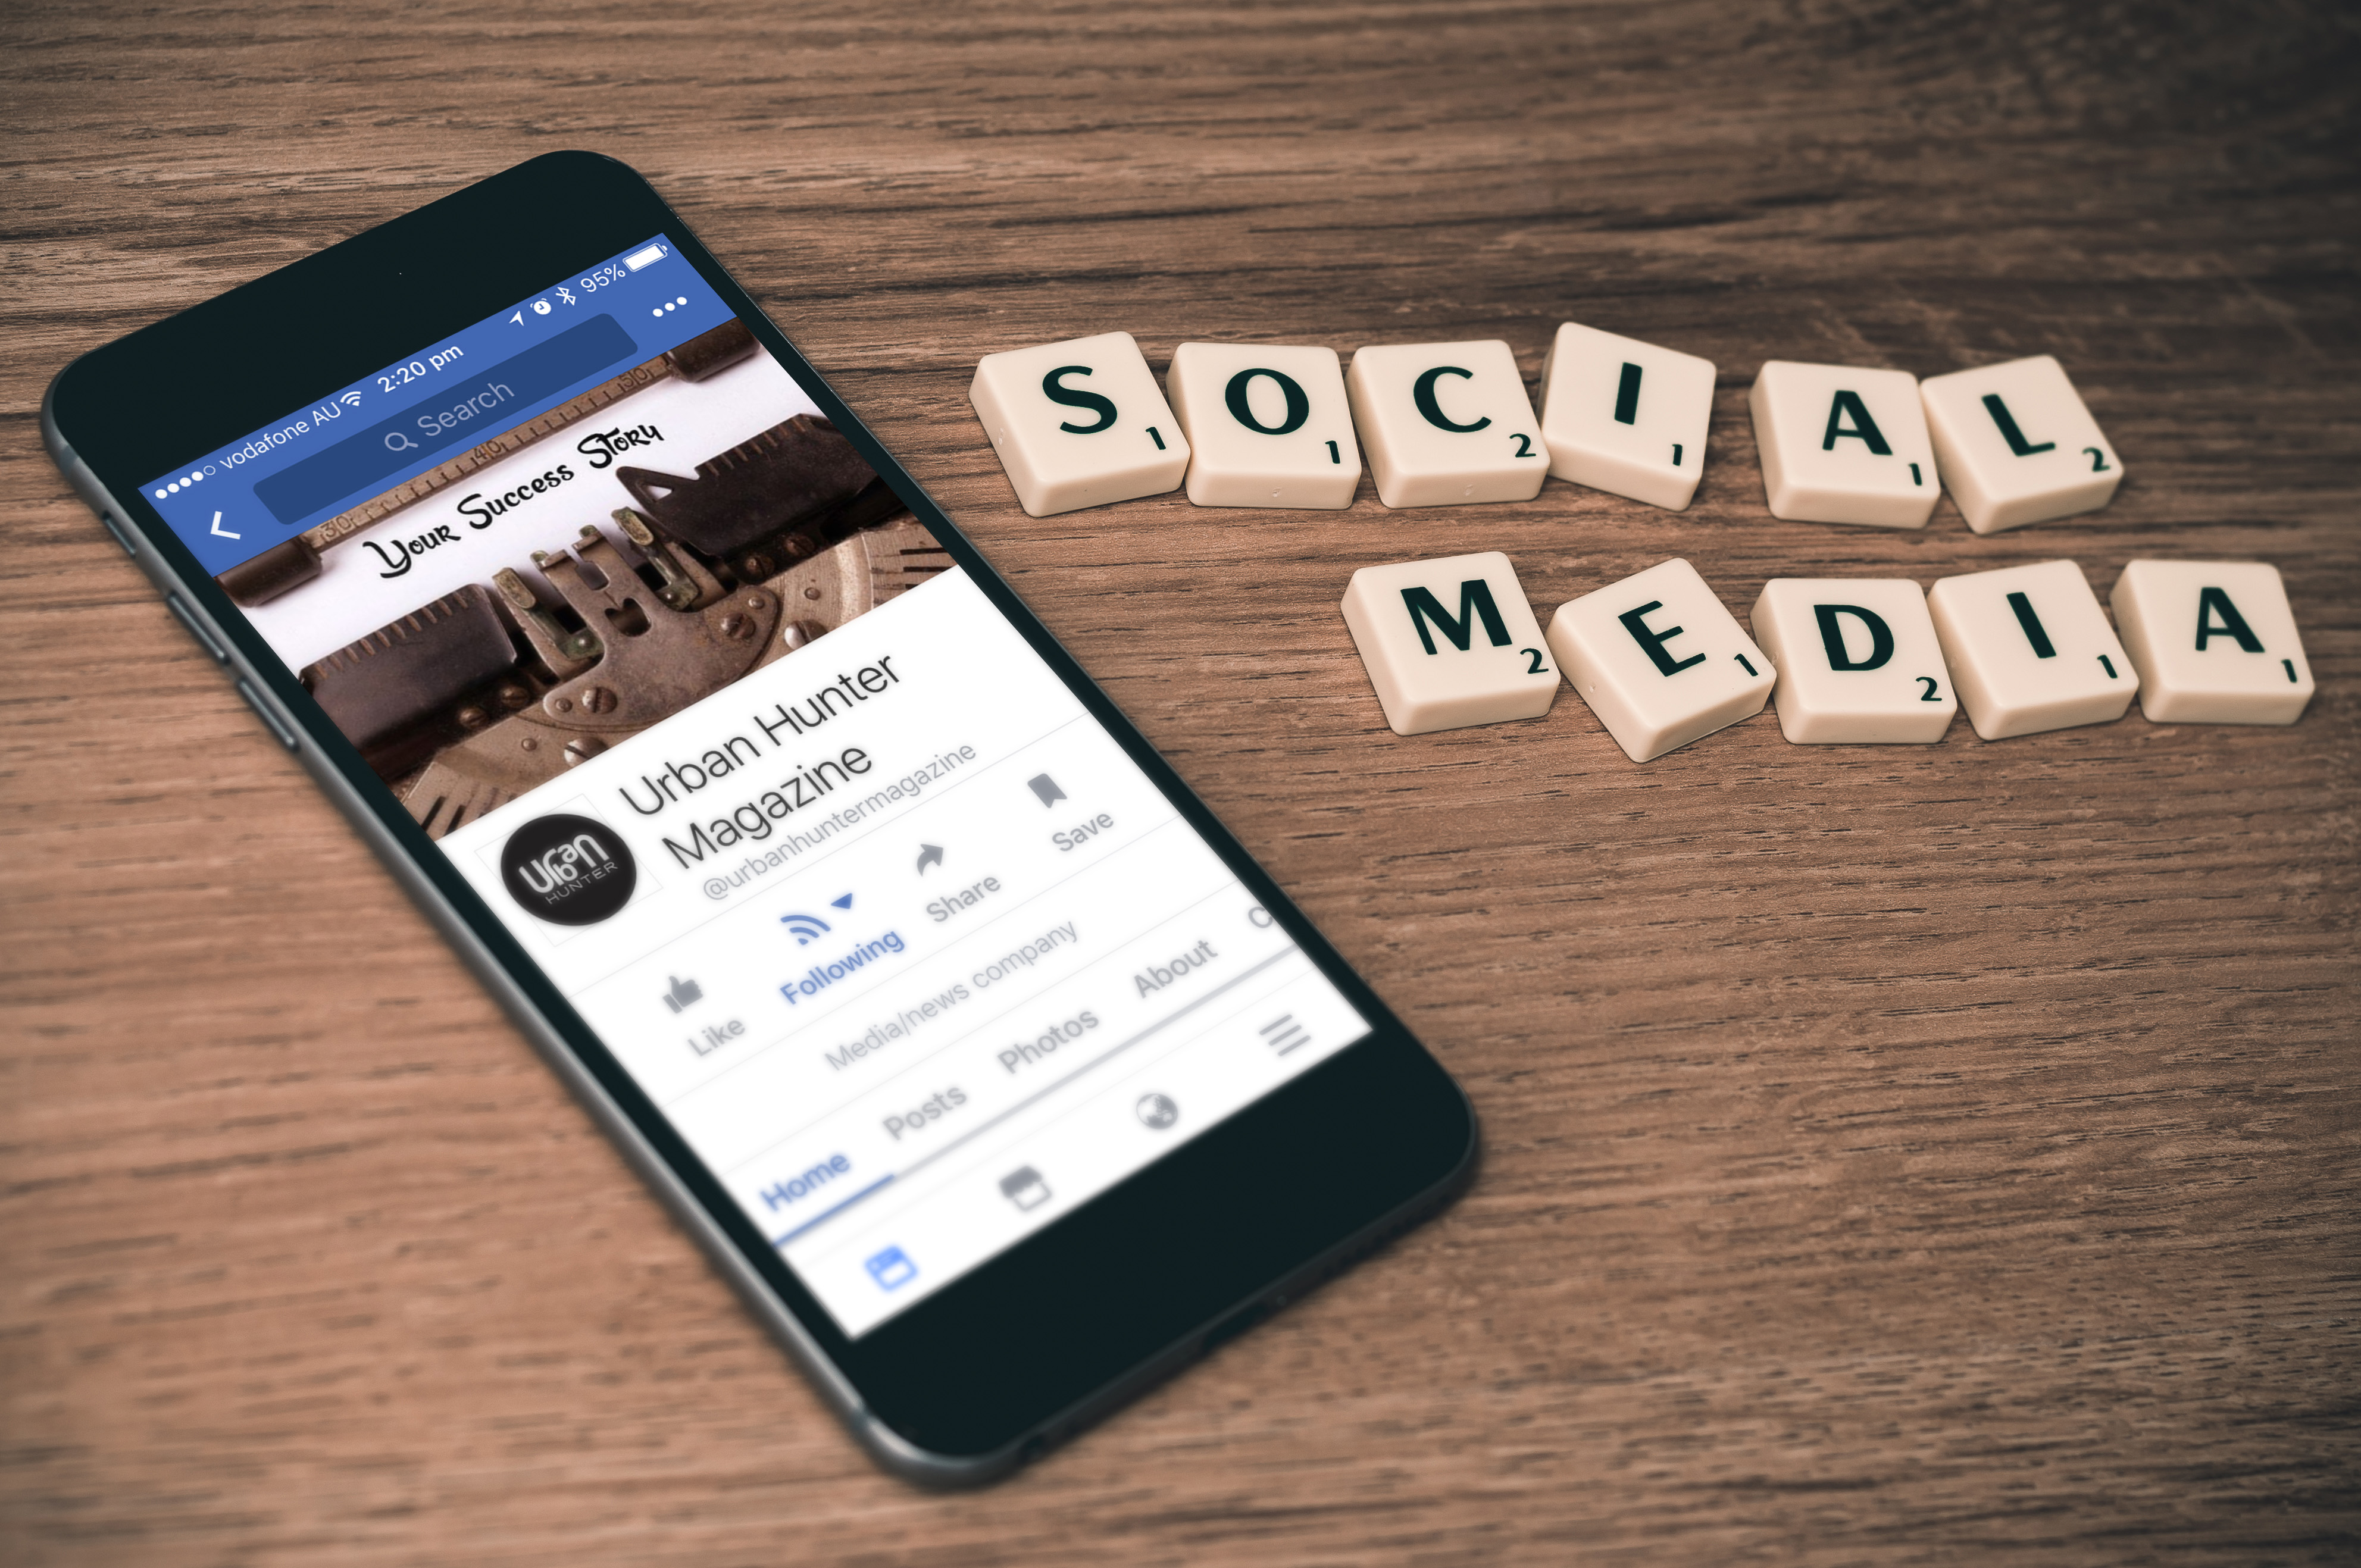 vodafone AU 2:20 pm 95%
Search
30 40 50
Your Success Story
Urban Hunter
Magazine
@urbanhuntermagazine
Urban
HUNTER
Like Following Share Save
Media/news company
Home Posts Photos About
S1 O1 C2 I1 A1 L2
M2 E1 D2 I1 A1